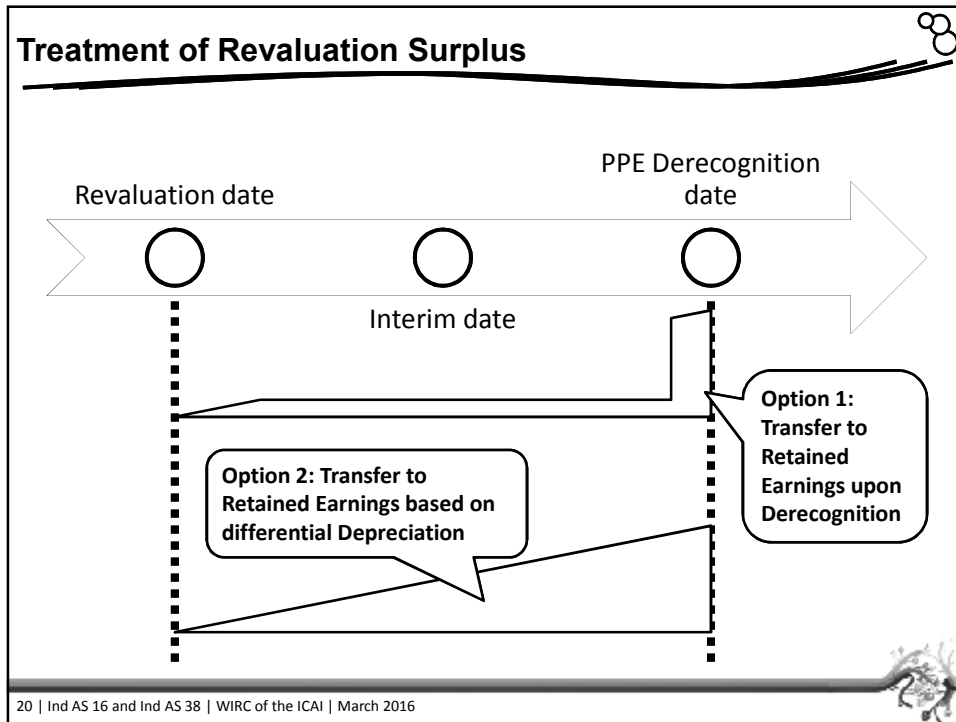 Treatment of Revaluation Surplus
PPE Derecognition
date
Revaluation date
Interim date
Option 1:
Transfer to
Retained
Earnings upon
Derecognition
Option 2: Transfer to
Retained Earnings based on
differential Depreciation
20 | Ind AS 16 and Ind AS 38 | WIRC of the ICAI | March 2016